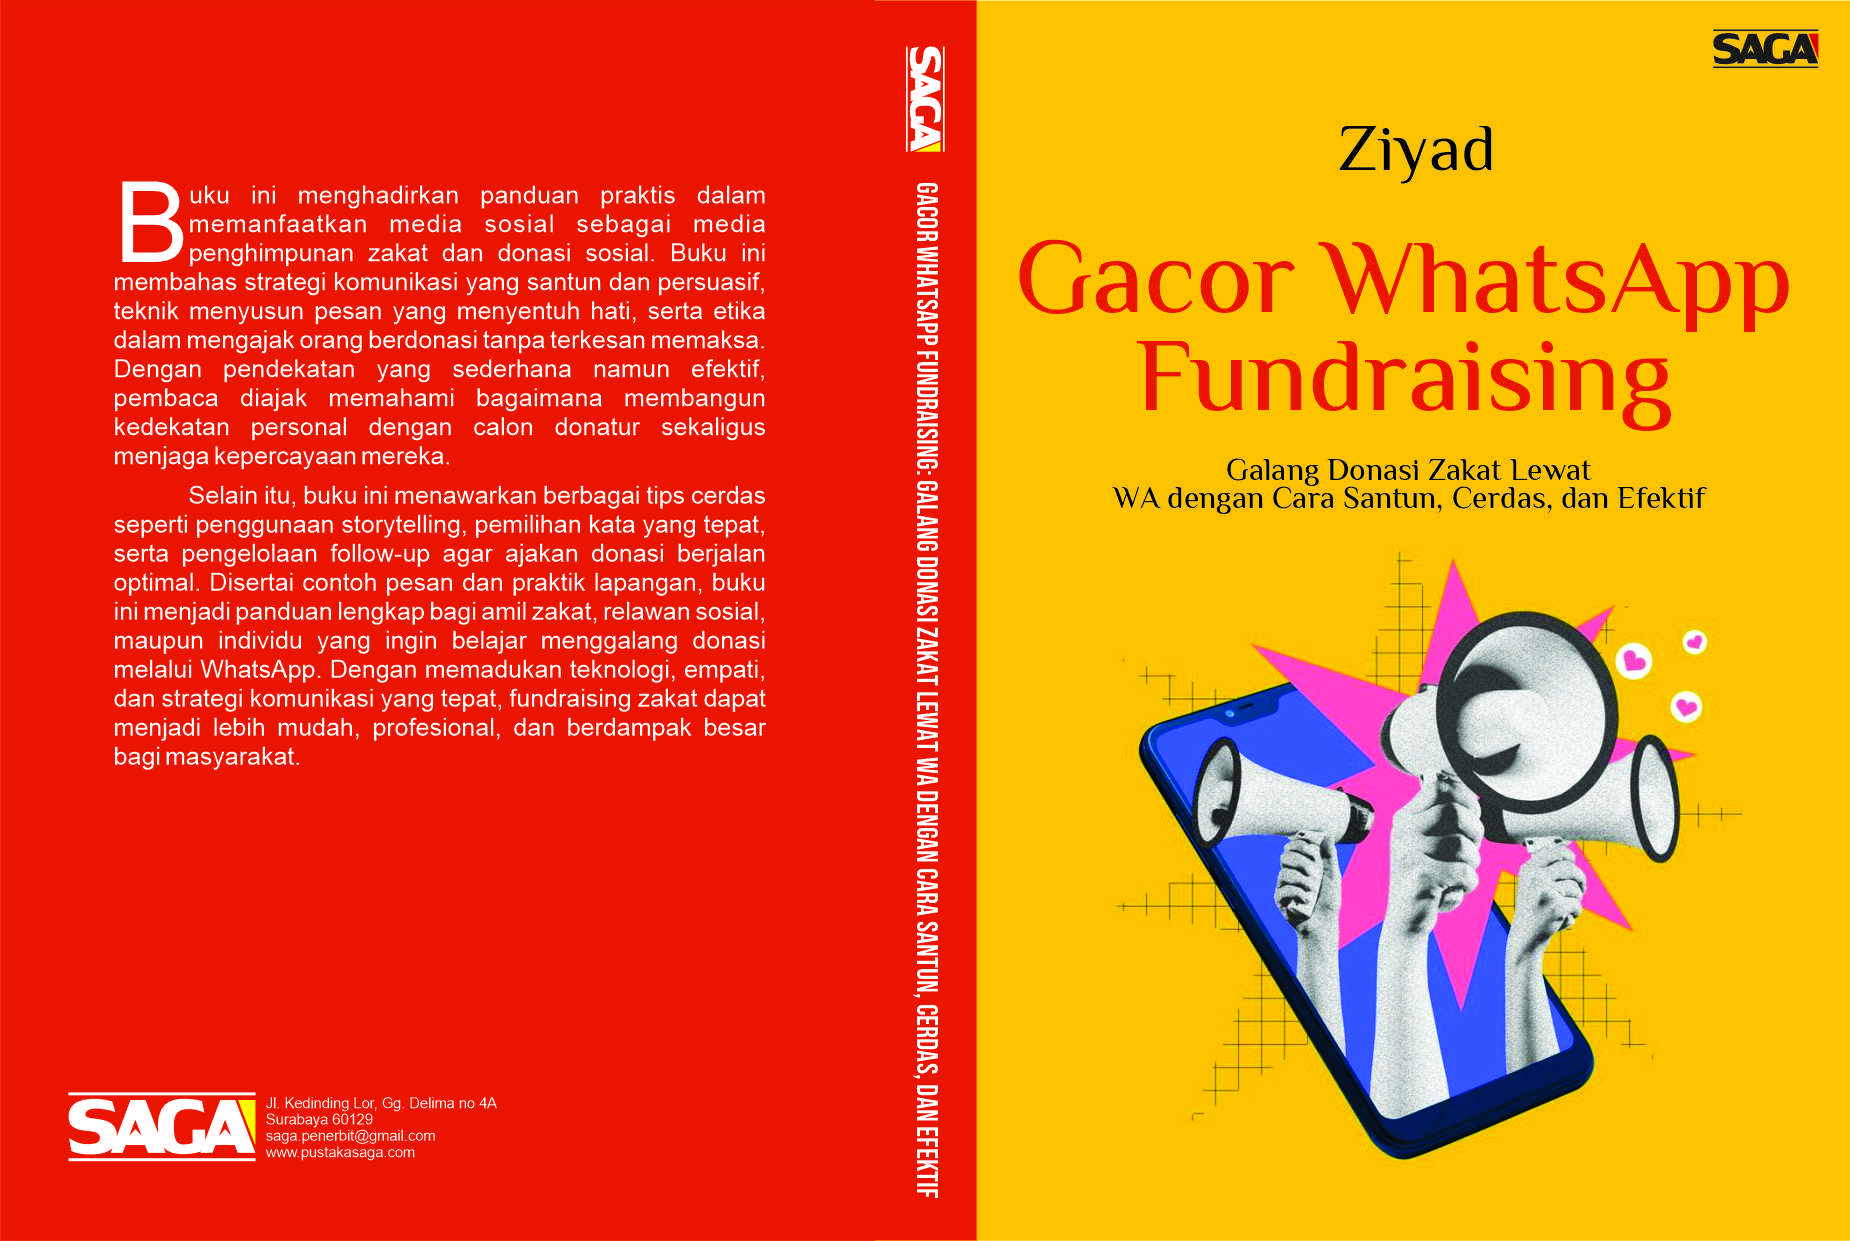 Buku ini menghadirkan panduan praktis dalam
memanfaatkan media sosial sebagai media
penghimpunan zakat dan donasi sosial. Buku ini
membahas strategi komunikasi yang santun dan persuasif,
teknik menyusun pesan yang menyentuh hati, serta etika
dalam mengajak orang berdonasi tanpa terkesan memaksa.
Dengan pendekatan yang sederhana namun efektif,
pembaca diajak memahami bagaimana membangun
kedekatan personal dengan calon donatur sekaligus
menjaga kepercayaan mereka.
Selain itu, buku ini menawarkan berbagai tips cerdas
seperti penggunaan storytelling, pemilihan kata yang tepat,
serta pengelolaan follow-up agar ajakan donasi berjalan
optimal. Disertai contoh pesan dan praktik lapangan, buku
ini menjadi panduan lengkap bagi amil zakat, relawan sosial,
maupun individu yang ingin belajar menggalang donasi
melalui WhatsApp. Dengan memadukan teknologi, empati,
dan strategi komunikasi yang tepat, fundraising zakat dapat
menjadi lebih mudah, profesional, dan berdampak besar
bagi masyarakat.
SAGA
Jl. Kedinding Lor, Gg. Delima no 4A
Surabaya 60129
saga.penerbit@gmail.com
www.pustakasaga.com
SAGA
GACOR WHATSAPP FUNDRAISING: GALANG DONASI ZAKAT LEWAT WA DENGAN CARA SANTUN, CERDAS, DAN EFEKTIF
SAGA
Ziyad
Gacor WhatsApp
Fundraising
Galang Donasi Zakat Lewat
WA dengan Cara Santun, Cerdas, dan Efektif